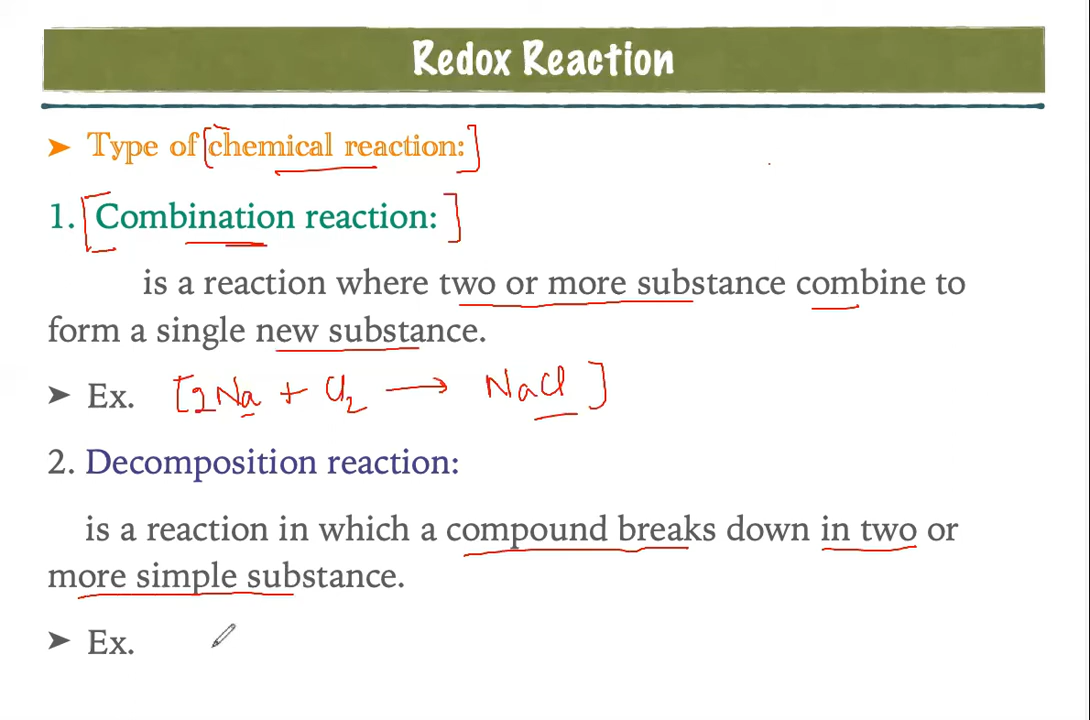 Redox Reaction
➤ Type of [chemical reaction:]
1. [Combination reaction:]
is a reaction where two or more substance combine to
form a single new substance.
➤ Ex. [2Na + Cl₂ ⟶ NaCl]
2. Decomposition reaction:
is a reaction in which a compound breaks down in two or
more simple substance.
➤ Ex.